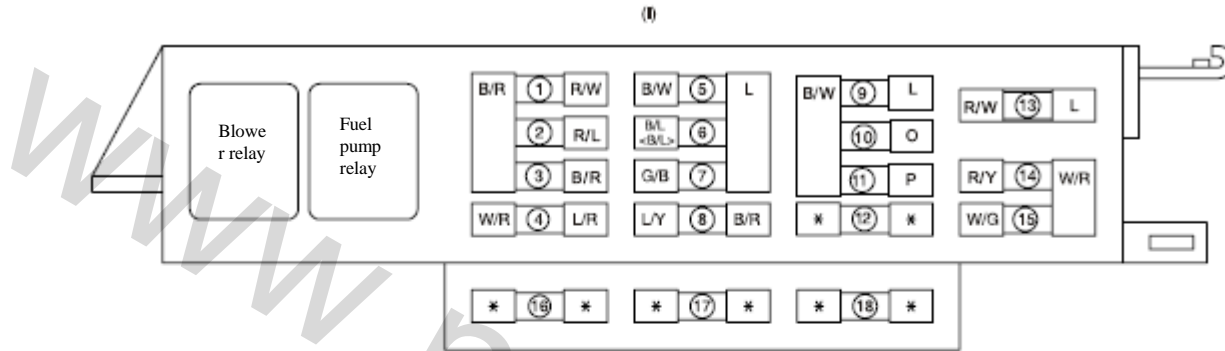 (I)
Blowe
r relay
Fuel
pump
relay
B/R 1 R/W
2 R/L
3 B/R
W/R 4 L/R
B/W 5 L
B/L
<B/L> 6
G/B 7
L/Y 8 B/R
B/W 9 L
10 O
11 P
* 12 *
R/W 13 L
R/Y 14 W/R
W/G 15
* 16 *
* 17 *
* 18 *
www